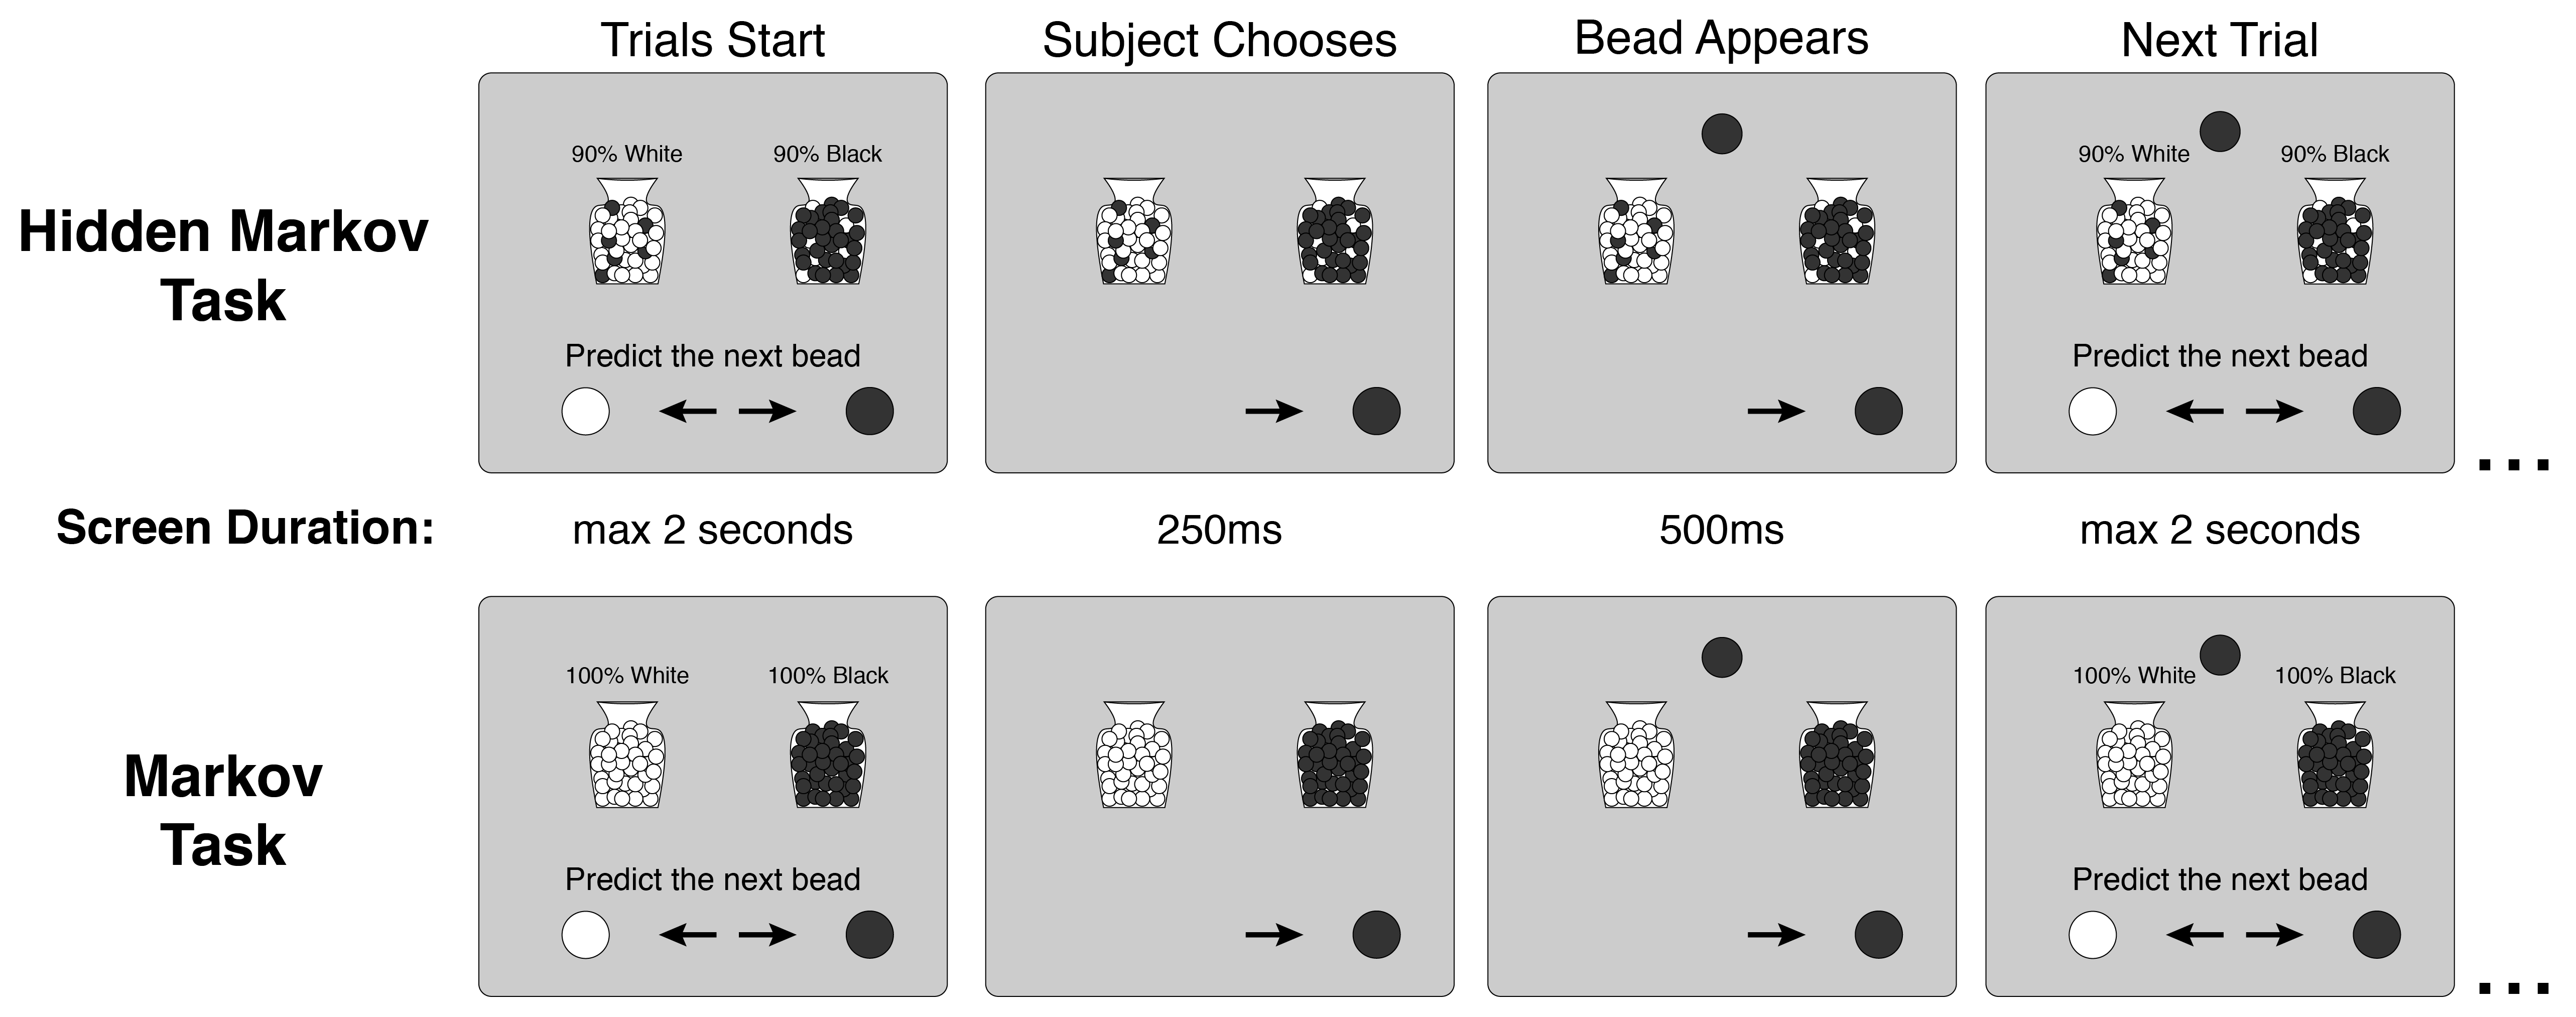 Trials Start
Subject Chooses
Bead Appears
Next Trial
Hidden Markov
Task
90% White
90% Black
Predict the next bead
90% White
90% Black
Predict the next bead
...
Screen Duration:
max 2 seconds
250ms
500ms
max 2 seconds
Markov
Task
100% White
100% Black
Predict the next bead
100% White
100% Black
Predict the next bead
...